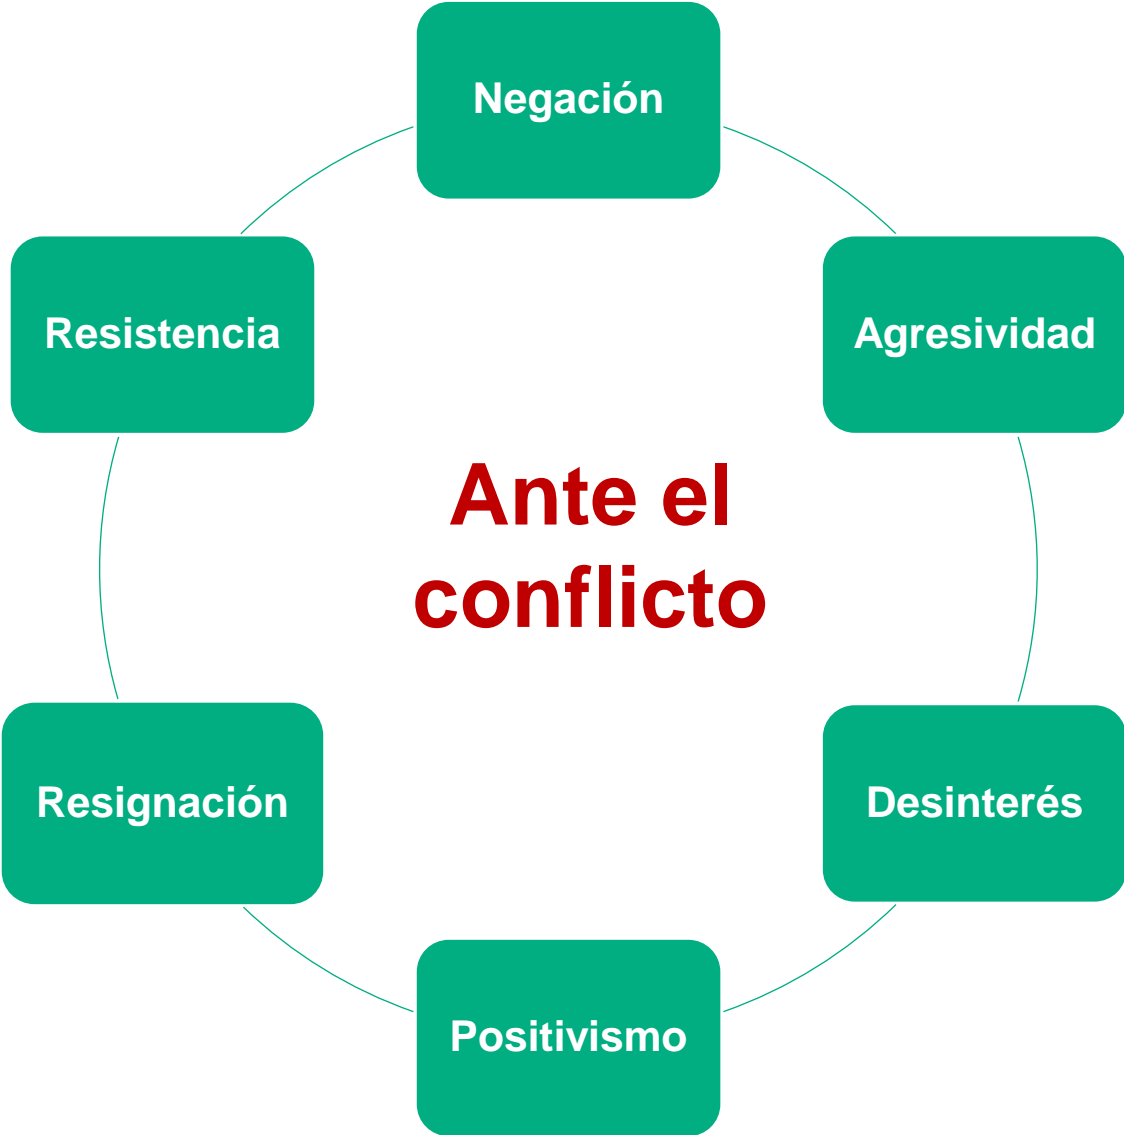 Negación
Agresividad
Desinterés
Positivismo
Resignación
Resistencia
Ante el
conflicto